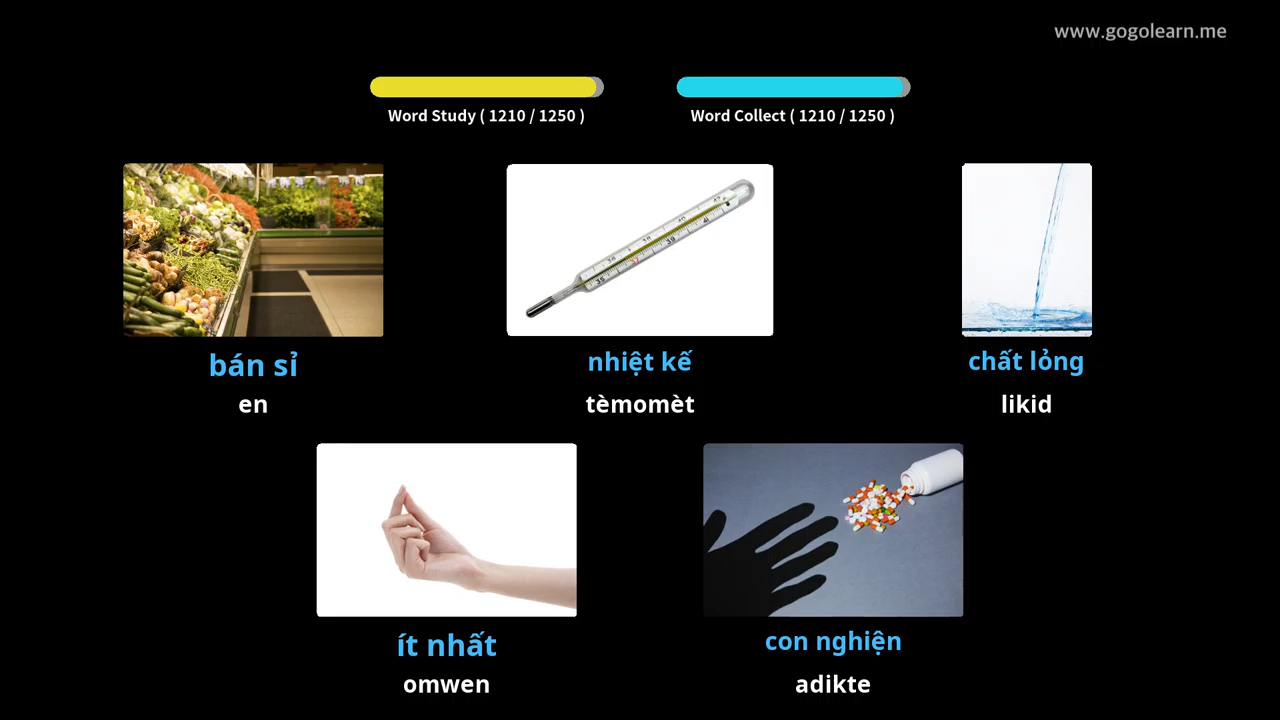 www.gogolearn.me
Word Study ( 1210 / 1250 )
Word Collect ( 1210 / 1250 )
bán sỉ
en
nhiệt kế
tèmomèt
chất lỏng
likid
ít nhất
omwen
con nghiện
adikte